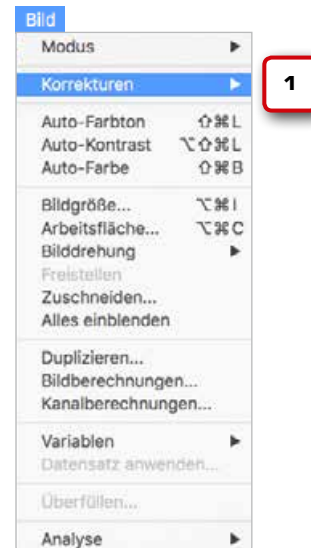 Bild
Modus ▶
Korrekturen ▶
1
Auto-Farbton ⇧⌘L
Auto-Kontrast ⌥⇧⌘L
Auto-Farbe ⇧⌘B
Bildgröße... ⌥⌘I
Arbeitsfläche... ⌥⌘C
Bilddrehung ▶
Freistellen
Zuschneiden...
Alles einblenden
Duplizieren...
Bildberechnungen...
Kanalberechnungen...
Variablen ▶
Datensatz anwenden...
Überfüllen...
Analyse ▶